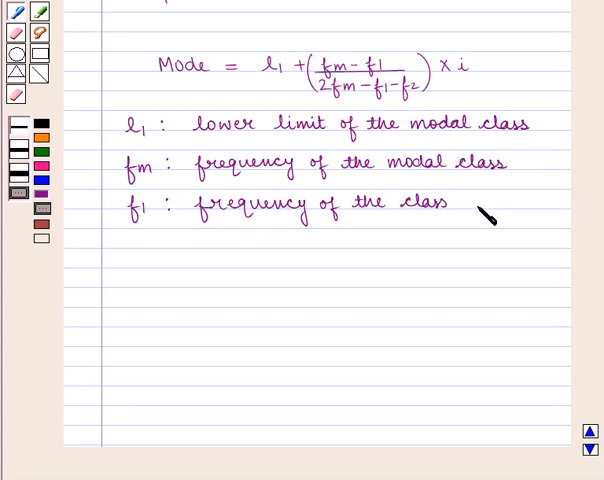 Mode = l1 + (fm - f1 / 2fm - f1 - f2) x i
l1 : lower limit of the modal class
fm : frequency of the modal class
f1 : frequency of the class